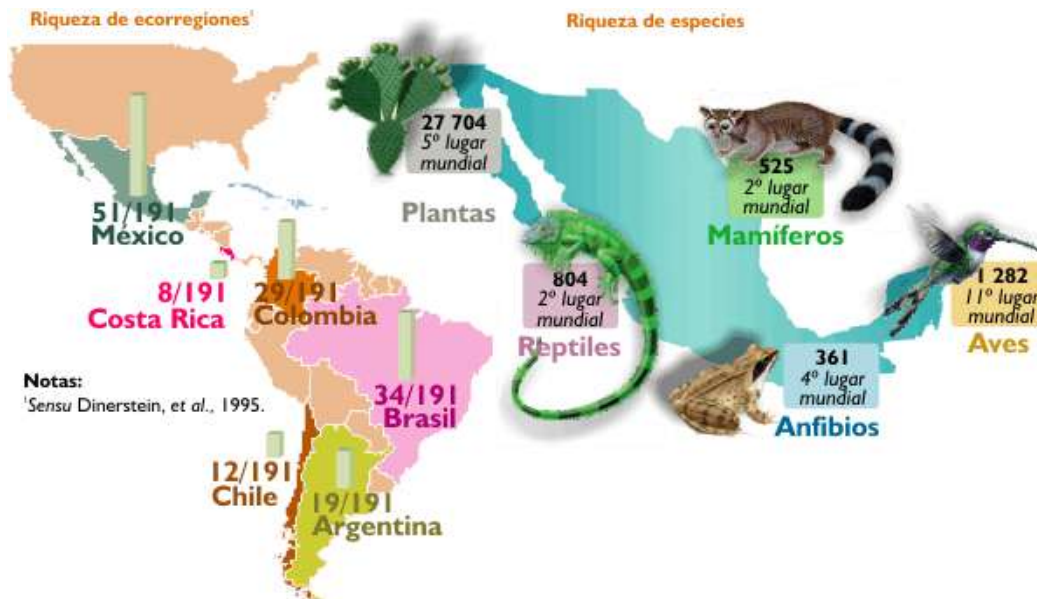 Riqueza de ecorregiones¹
51/191
México
8/191
Costa Rica
29/191
Colombia
34/191
Brasil
12/191
Chile
19/191
Argentina
Notas:
¹Sensu Dinerstein, et al., 1995.
Riqueza de especies
27 704
5º lugar
mundial
Plantas
525
2º lugar
mundial
Mamíferos
804
2º lugar
mundial
Reptiles
1 282
11º lugar
mundial
Aves
361
4º lugar
mundial
Anfibios